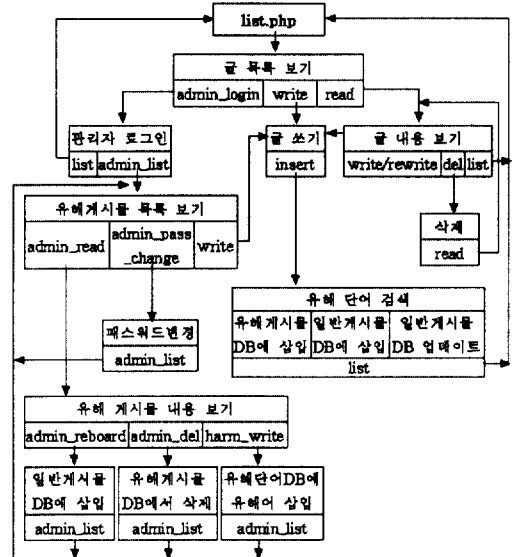 list.php
글 목록 보기
admin_login write read
관리자 로그인
list admin_list
글 쓰기
insert
글 내용 보기
write/rewrite del list
삭제
read
유해게시물 목록 보기
admin_read admin_pass_change write
패스워드변경
admin_list
유해 단어 검색
유해게시물 일반게시물 일반게시물
DB에 삽입 DB에 삽입 DB 업데이트
list
유해 게시물 내용 보기
admin_reboard admin_del harm_write
일반게시물
DB에 삽입
admin_list
유해게시물
DB에서 삭제
admin_list
유해단어DB에
유해어 삽입
admin_list